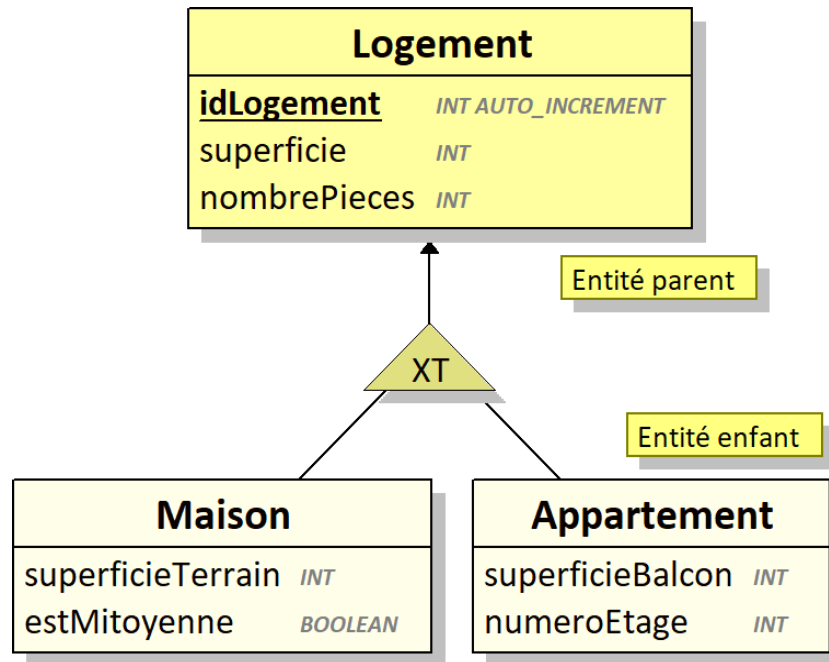 Logement
idLogement INT AUTO_INCREMENT
superficie INT
nombrePieces INT
Entité parent
XT
Entité enfant
Maison
superficieTerrain INT
estMitoyenne BOOLEAN
Appartement
superficieBalcon INT
numeroEtage INT